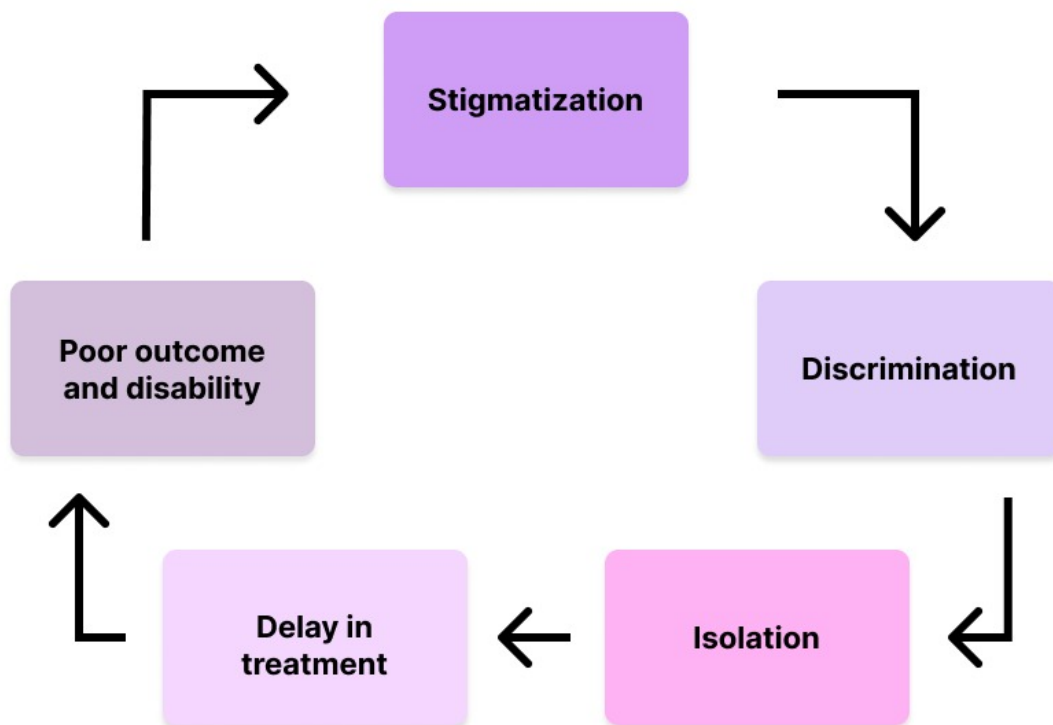 Stigmatization
Discrimination
Isolation
Delay in
treatment
Poor outcome
and disability